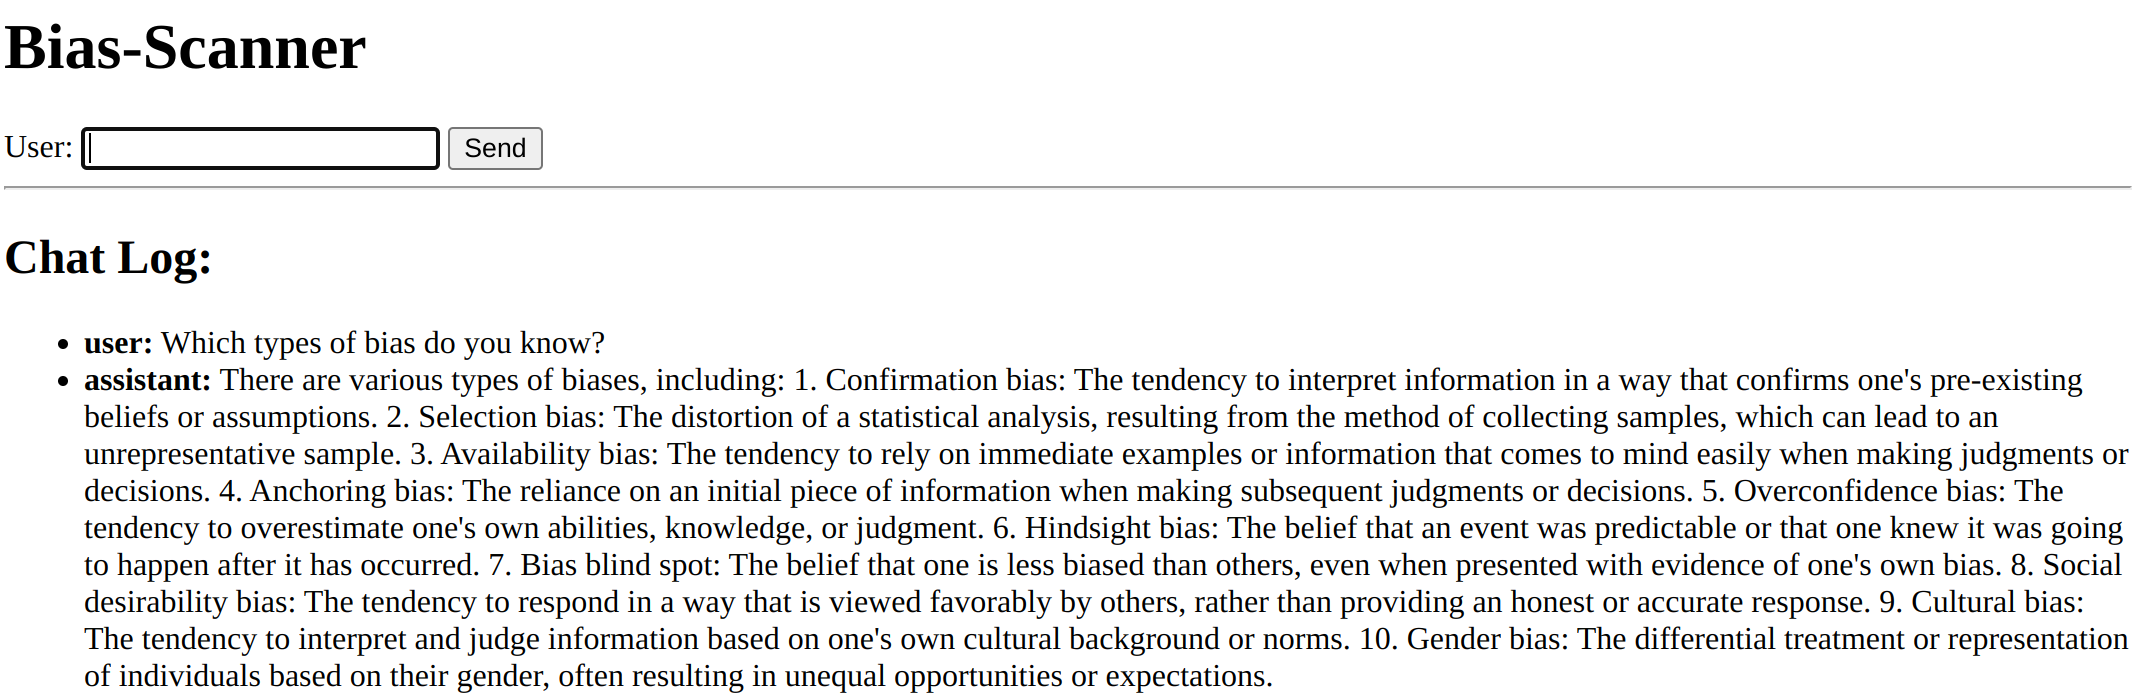 Bias-Scanner
User: Send
Chat Log:
user: Which types of bias do you know?
assistant: There are various types of biases, including: 1. Confirmation bias: The tendency to interpret information in a way that confirms one's pre-existing
beliefs or assumptions. 2. Selection bias: The distortion of a statistical analysis, resulting from the method of collecting samples, which can lead to an
unrepresentative sample. 3. Availability bias: The tendency to rely on immediate examples or information that comes to mind easily when making judgments or
decisions. 4. Anchoring bias: The reliance on an initial piece of information when making subsequent judgments or decisions. 5. Overconfidence bias: The
tendency to overestimate one's own abilities, knowledge, or judgment. 6. Hindsight bias: The belief that an event was predictable or that one knew it was going
to happen after it has occurred. 7. Bias blind spot: The belief that one is less biased than others, even when presented with evidence of one's own bias. 8. Social
desirability bias: The tendency to respond in a way that is viewed favorably by others, rather than providing an honest or accurate response. 9. Cultural bias:
The tendency to interpret and judge information based on one's own cultural background or norms. 10. Gender bias: The differential treatment or representation
of individuals based on their gender, often resulting in unequal opportunities or expectations.